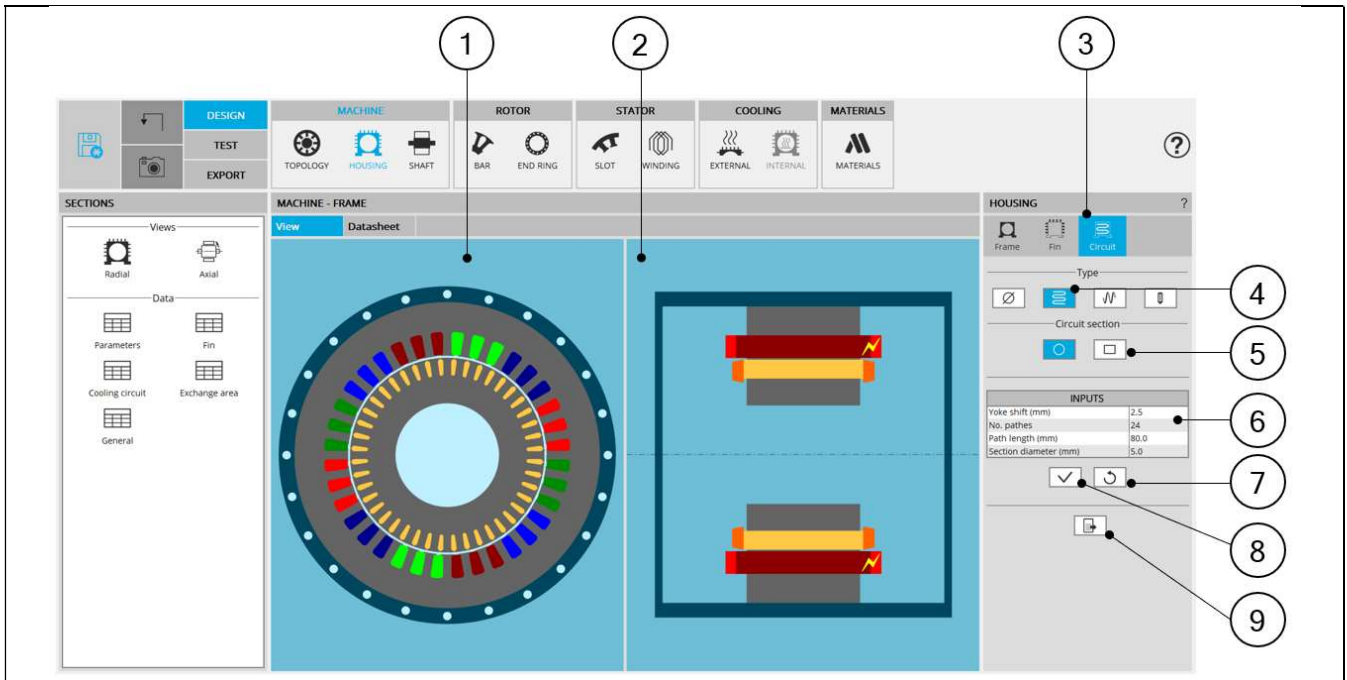 1
2
3
DESIGN
TEST
EXPORT
MACHINE
TOPOLOGY
HOUSING
SHAFT
ROTOR
BAR
END RING
STATOR
SLOT
WINDING
COOLING
EXTERNAL
INTERNAL
MATERIALS
MATERIALS
?
SECTIONS
Views
Radial
Axial
Data
Parameters
Fin
Cooling circuit
Exchange area
General
MACHINE - FRAME
View
Datasheet
HOUSING
?
Frame
Fin
Circuit
Type
4
Circuit section
5
INPUTS
Yoke shift (mm) 2.5
No. pathes 24
Path length (mm) 80.0
Section diameter (mm) 5.0
6
7
8
9